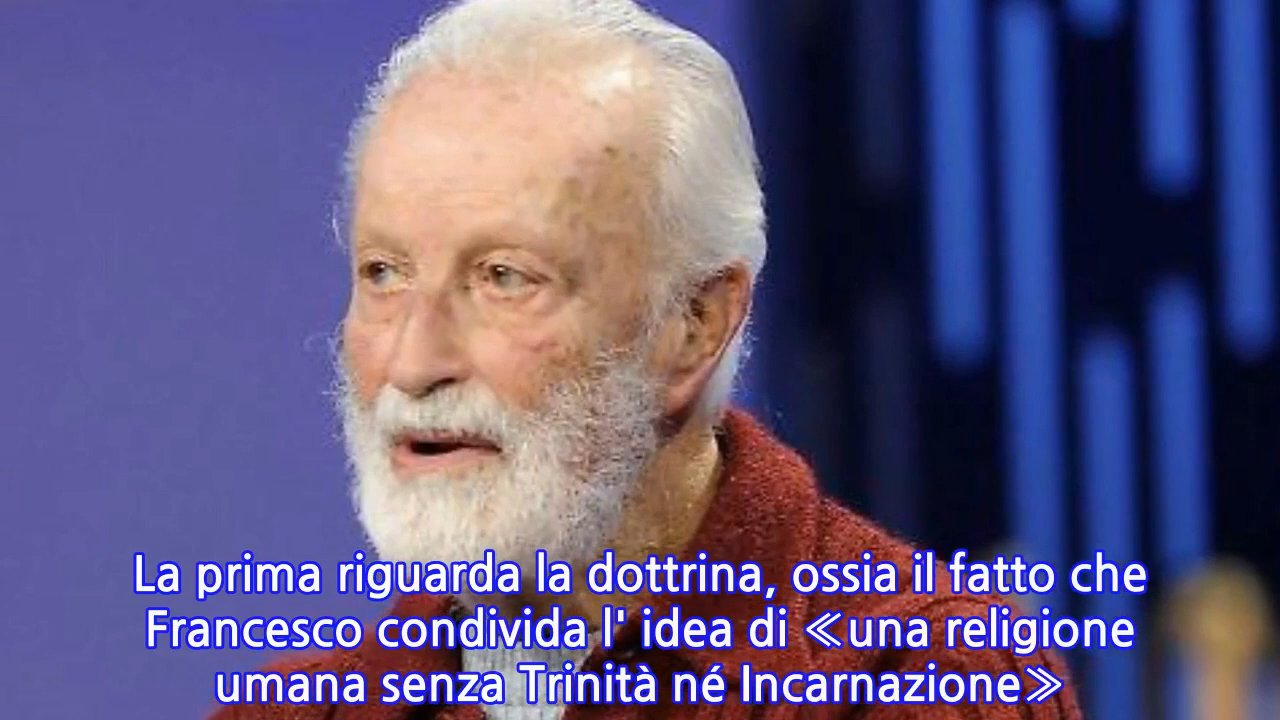 La prima riguarda la dottrina, ossia il fatto che
Francesco condivida l' idea di ≪una religione
umana senza Trinità né Incarnazione≫